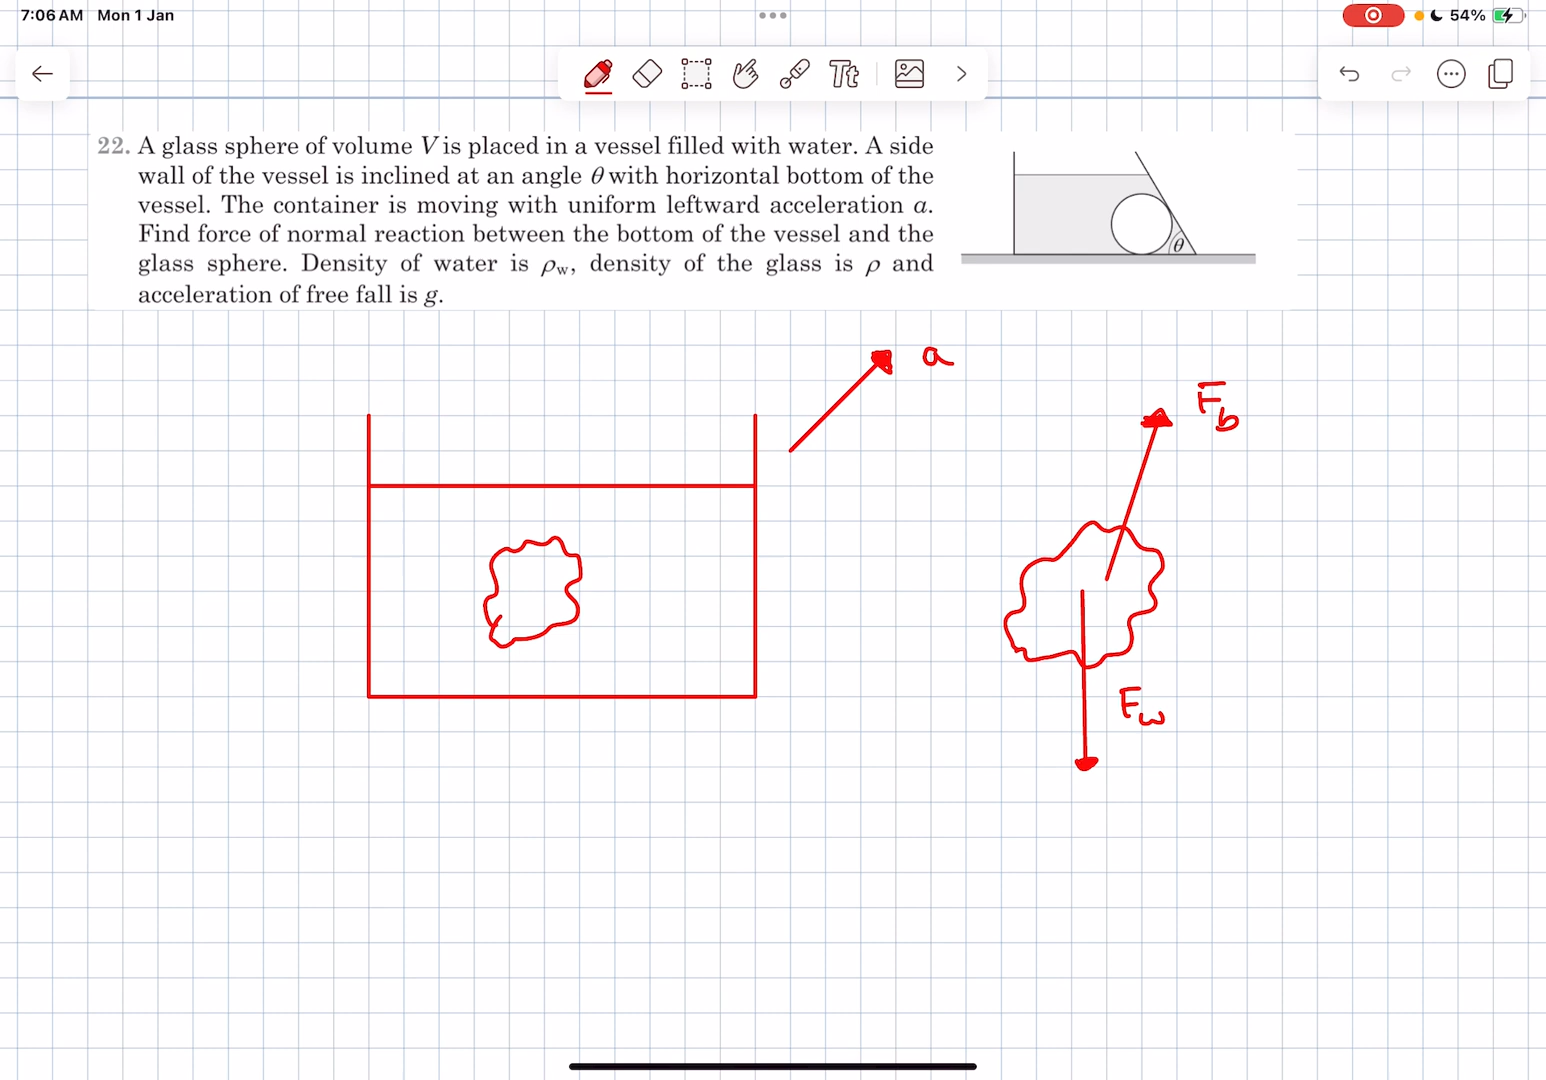 7:06 AM Mon 1 Jan
54%
Tt
22. A glass sphere of volume V is placed in a vessel filled with water. A side
wall of the vessel is inclined at an angle θ with horizontal bottom of the
vessel. The container is moving with uniform leftward acceleration a.
Find force of normal reaction between the bottom of the vessel and the
glass sphere. Density of water is ρw, density of the glass is ρ and
acceleration of free fall is g.
θ
a
Fb
Fw